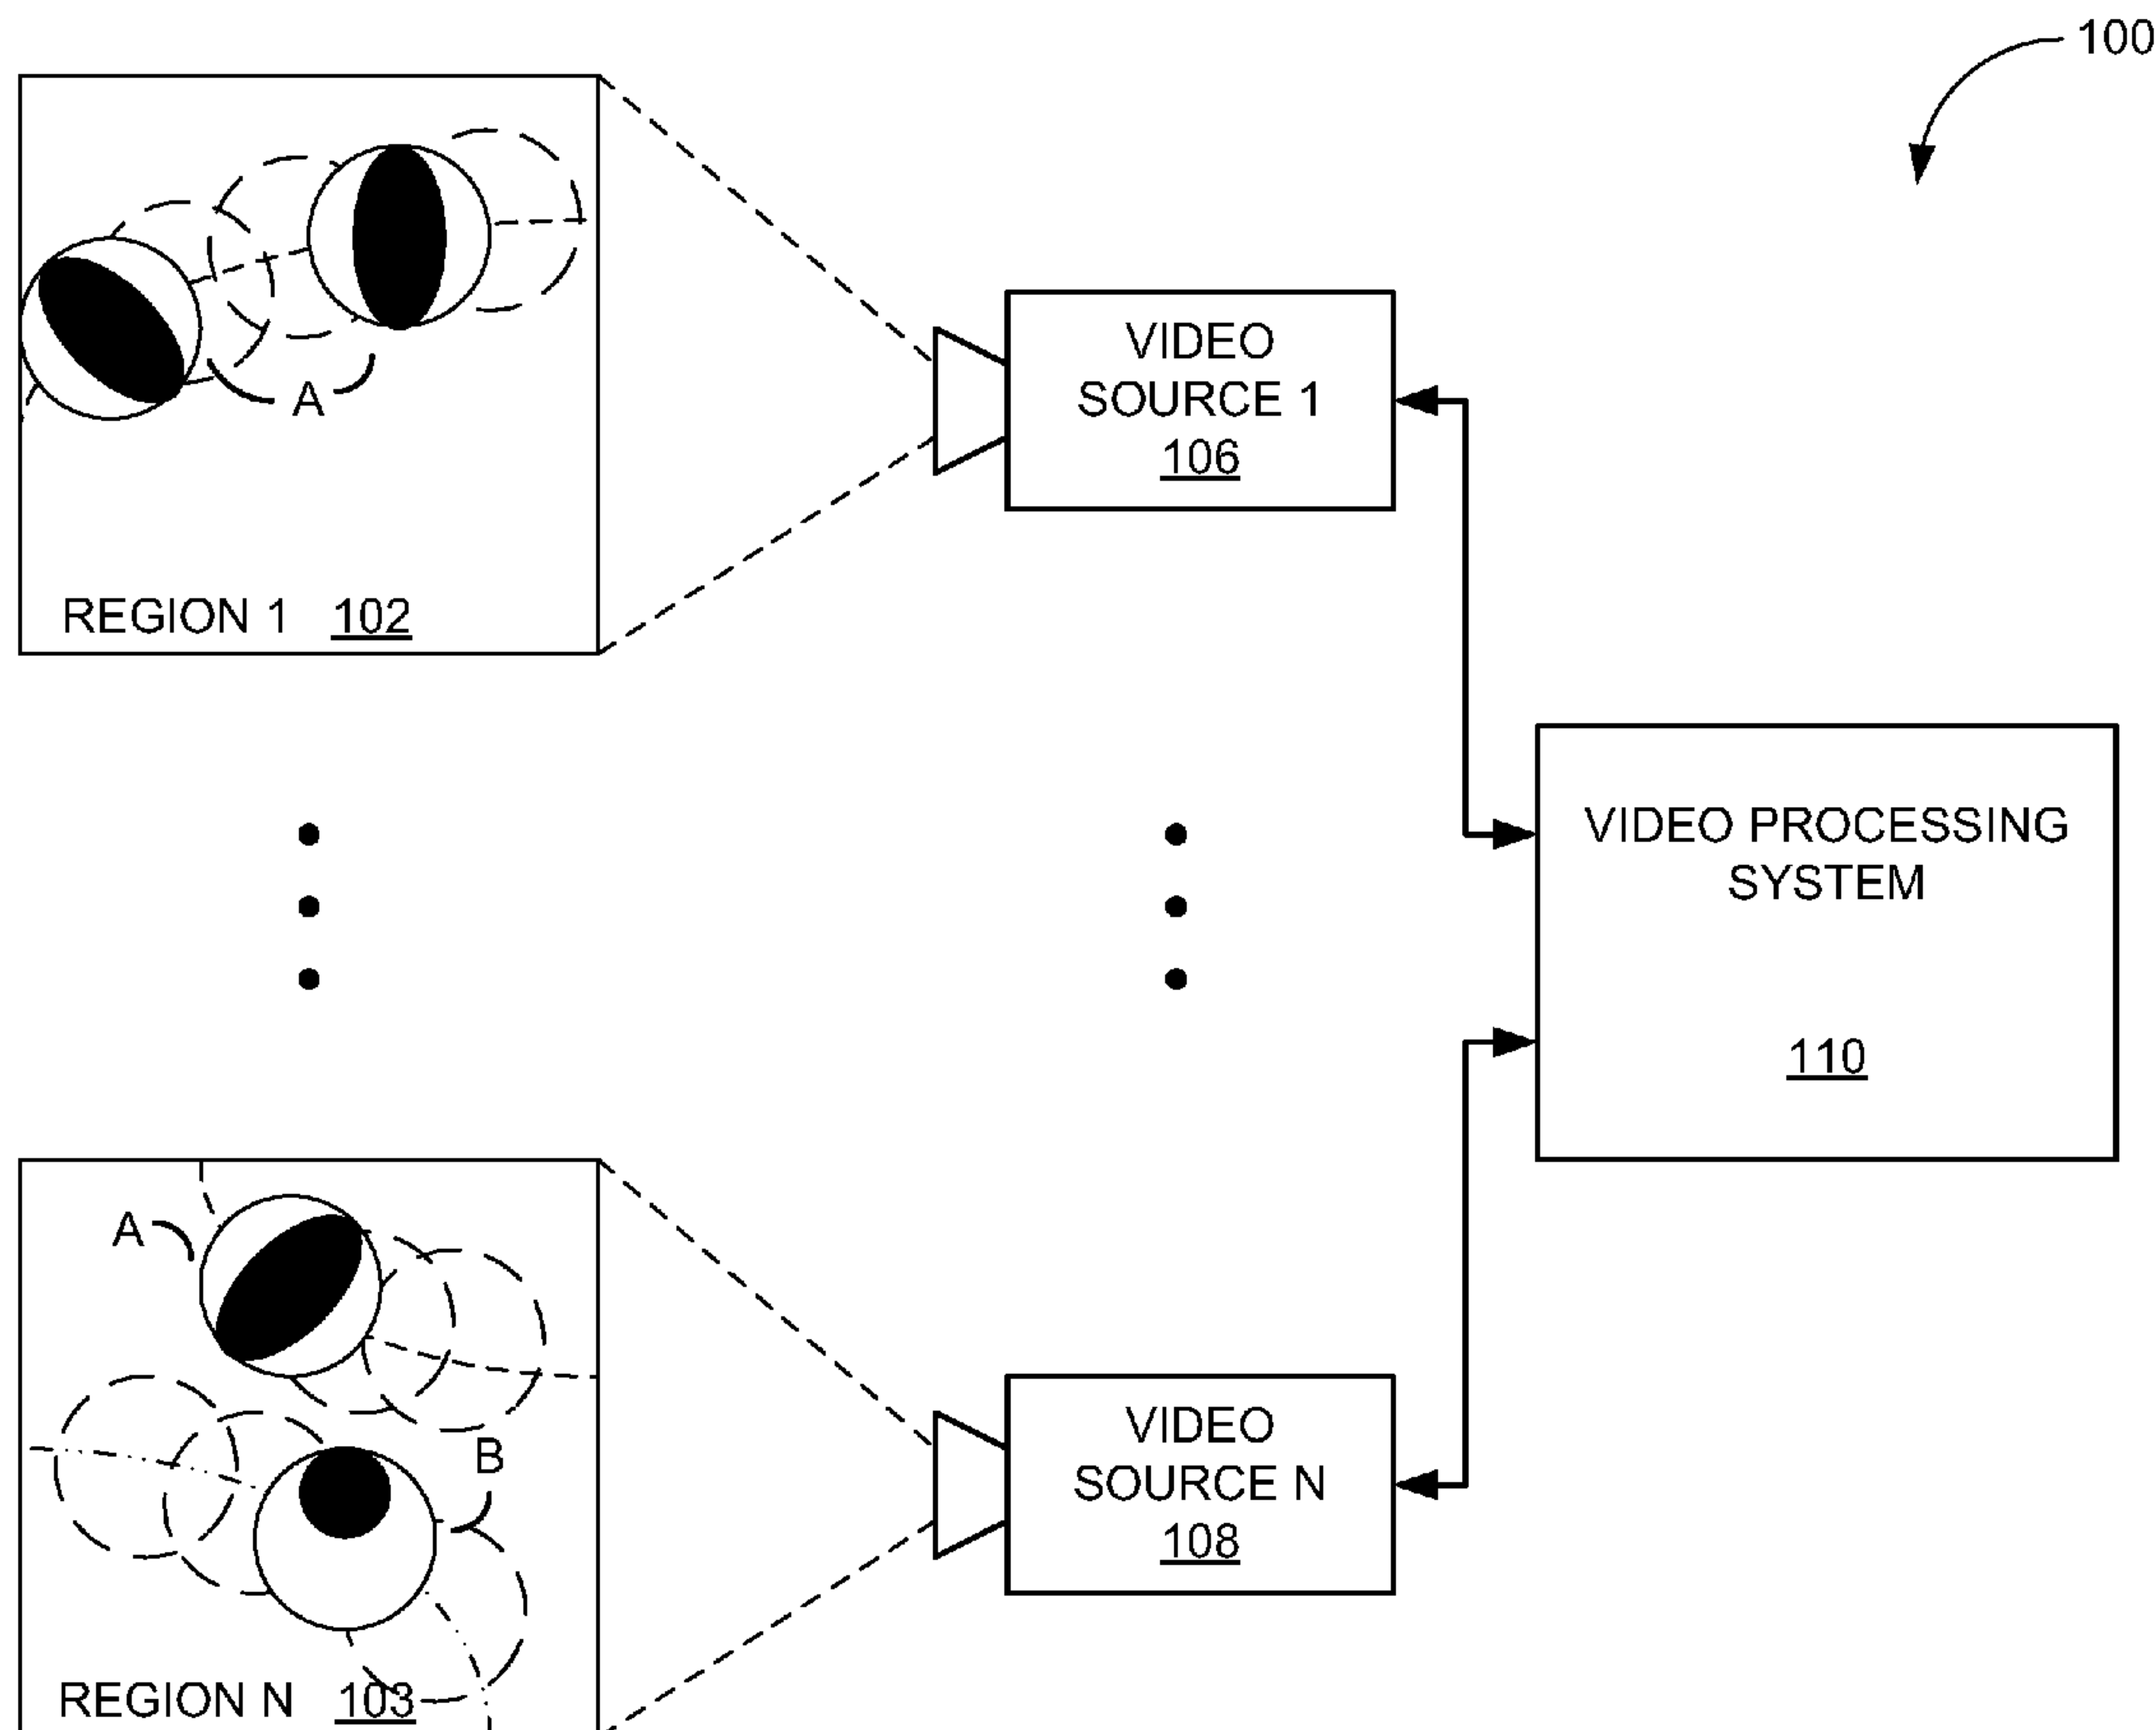 100
A
VIDEO
SOURCE 1
106
REGION 1 102
VIDEO PROCESSING
SYSTEM
110
A
B
VIDEO
SOURCE N
108
REGION N 103